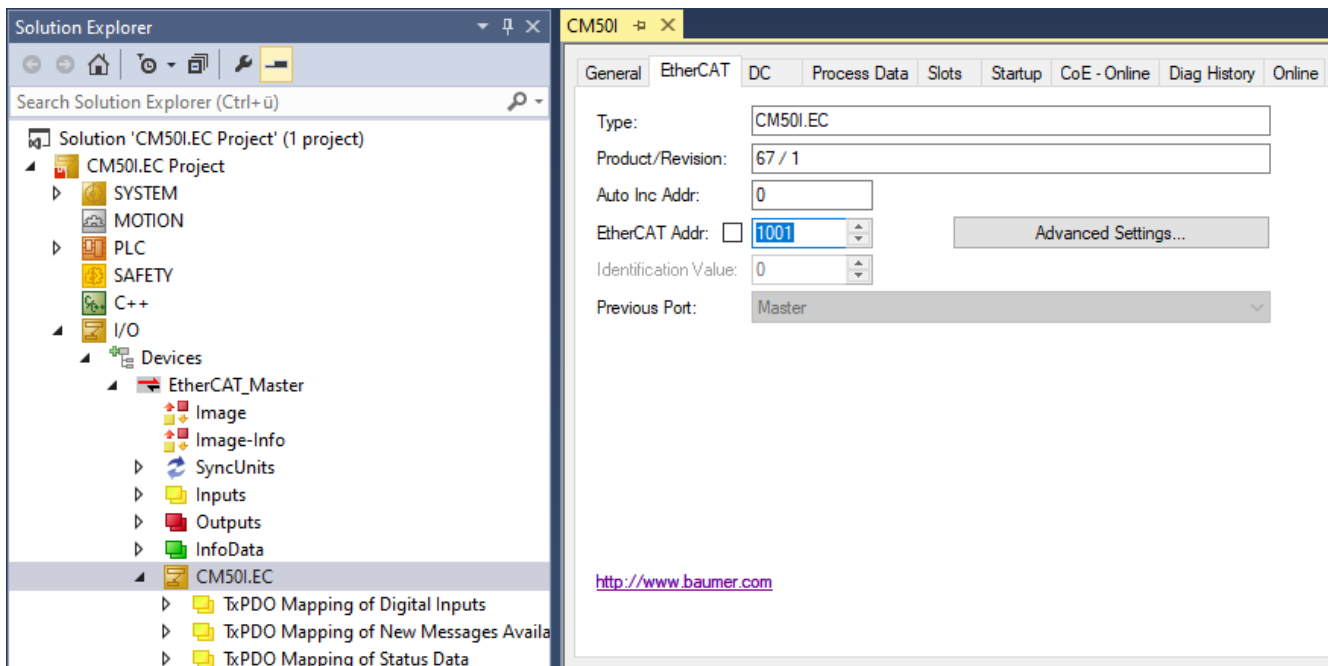 Solution Explorer
Search Solution Explorer (Ctrl+ü)
Solution 'CM50I.EC Project' (1 project)
CM50I.EC Project
SYSTEM
MOTION
PLC
SAFETY
C++
I/O
Devices
EtherCAT_Master
Image
Image-Info
SyncUnits
Inputs
Outputs
InfoData
CM50I.EC
TxPDO Mapping of Digital Inputs
TxPDO Mapping of New Messages Availa
TxPDO Mapping of Status Data
CM50I
General EtherCAT DC Process Data Slots Startup CoE - Online Diag History Online
Type: CM50I.EC
Product/Revision: 67 / 1
Auto Inc Addr: 0
EtherCAT Addr: 1001 Advanced Settings...
Identification Value: 0
Previous Port: Master
http://www.baumer.com